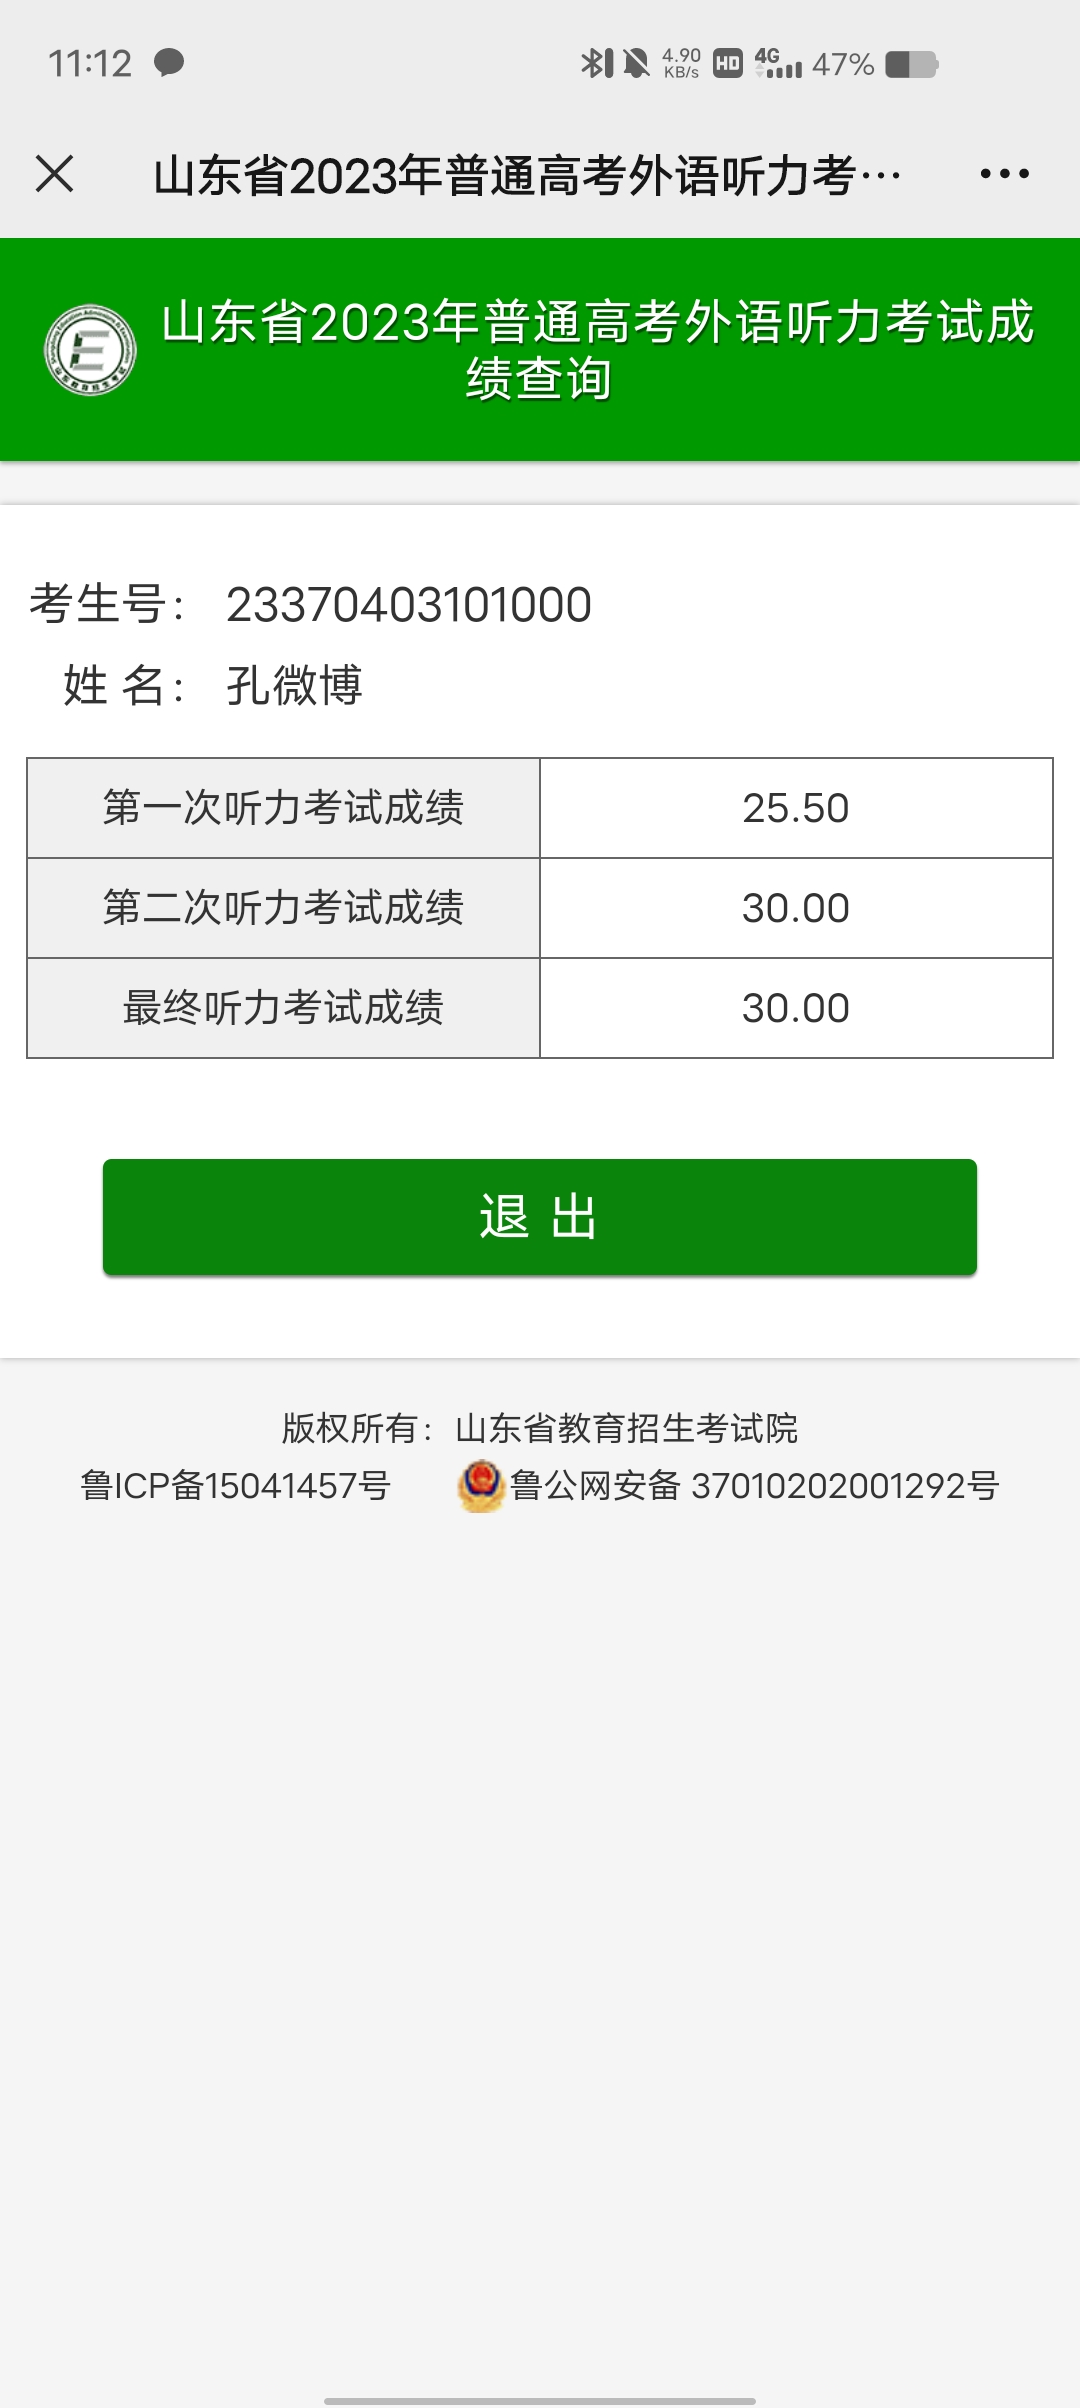 11:12 4.90 KB/s HD 4G 47%
山东省2023年普通高考外语听力考…
山东省2023年普通高考外语听力考试成
绩查询
考生号： 23370403101000
姓 名： 孔微博
第一次听力考试成绩 25.50
第二次听力考试成绩 30.00
最终听力考试成绩 30.00
退 出
版权所有：山东省教育招生考试院
鲁ICP备15041457号 鲁公网安备 37010202001292号